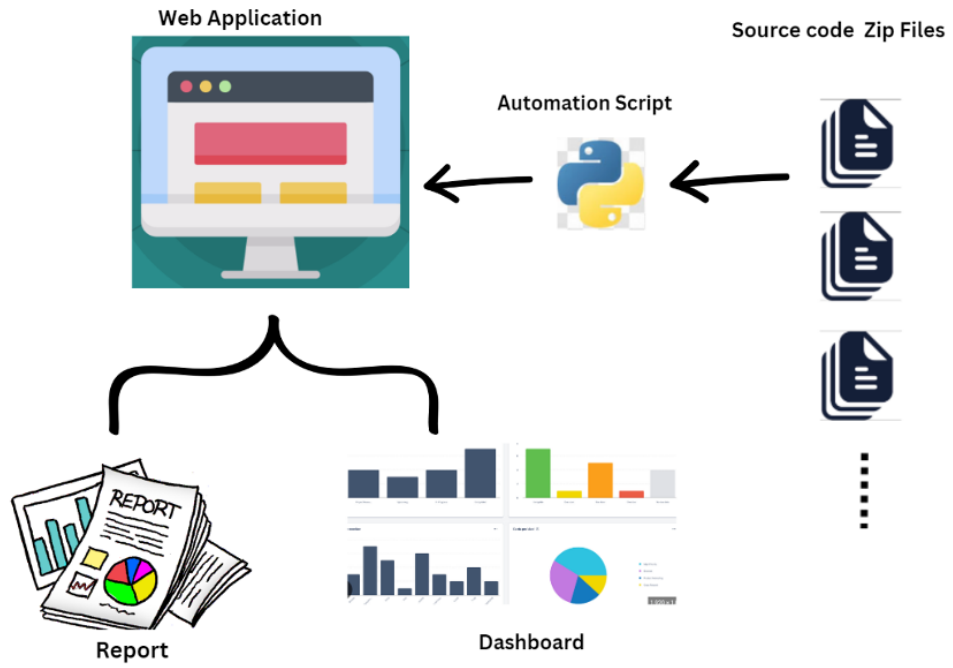 Web Application
Source code Zip Files
Automation Script
REPORT
Report
Dashboard